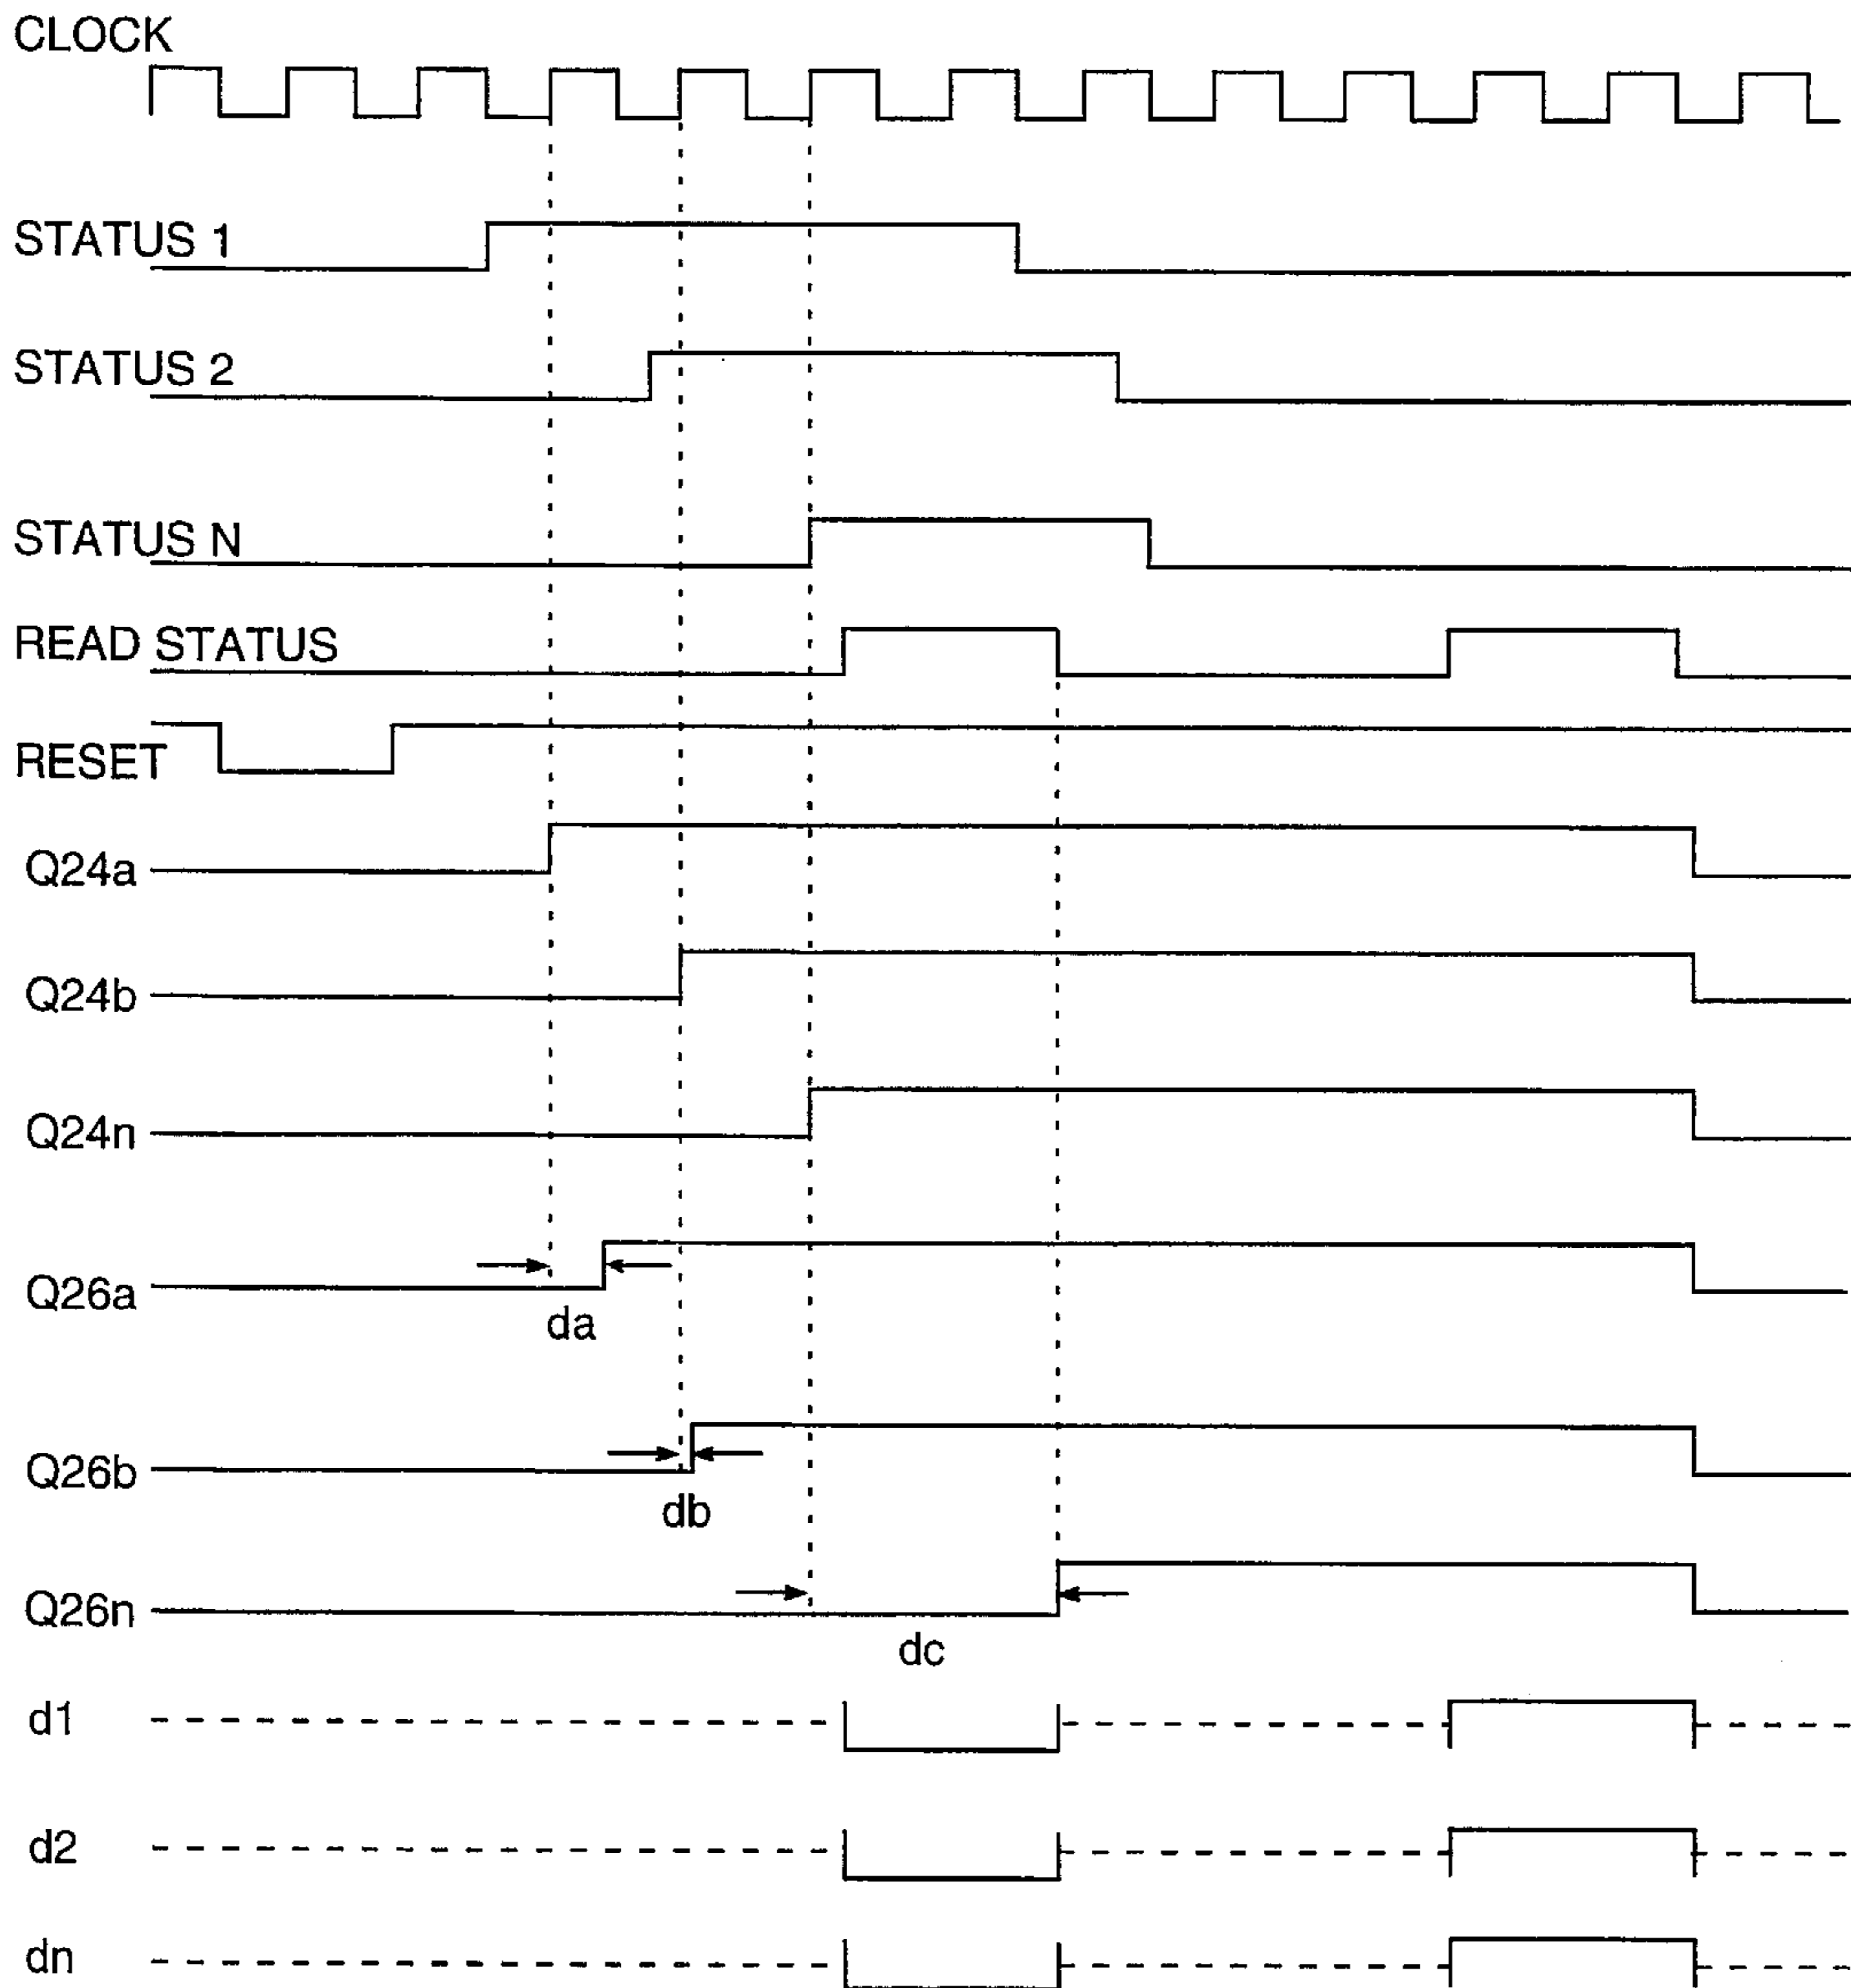 CLOCK
STATUS 1
STATUS 2
STATUS N
READ STATUS
RESET
Q24a
Q24b
Q24n
Q26a
da
Q26b
db
Q26n
dc
d1
d2
dn